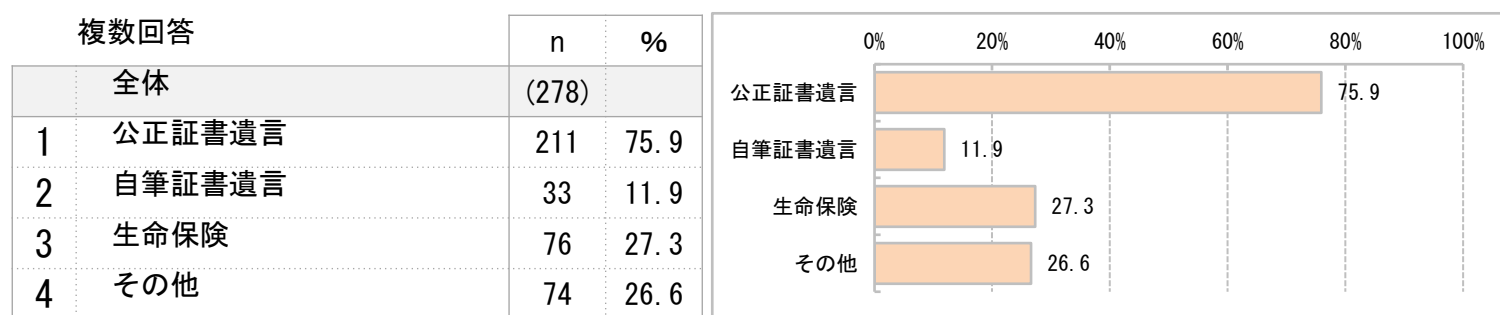 複数回答 n %
全体 (278)
1 公正証書遺言 211 75.9
2 自筆証書遺言 33 11.9
3 生命保険 76 27.3
4 その他 74 26.6
0% 20% 40% 60% 80% 100%
公正証書遺言 75.9
自筆証書遺言 11.9
生命保険 27.3
その他 26.6